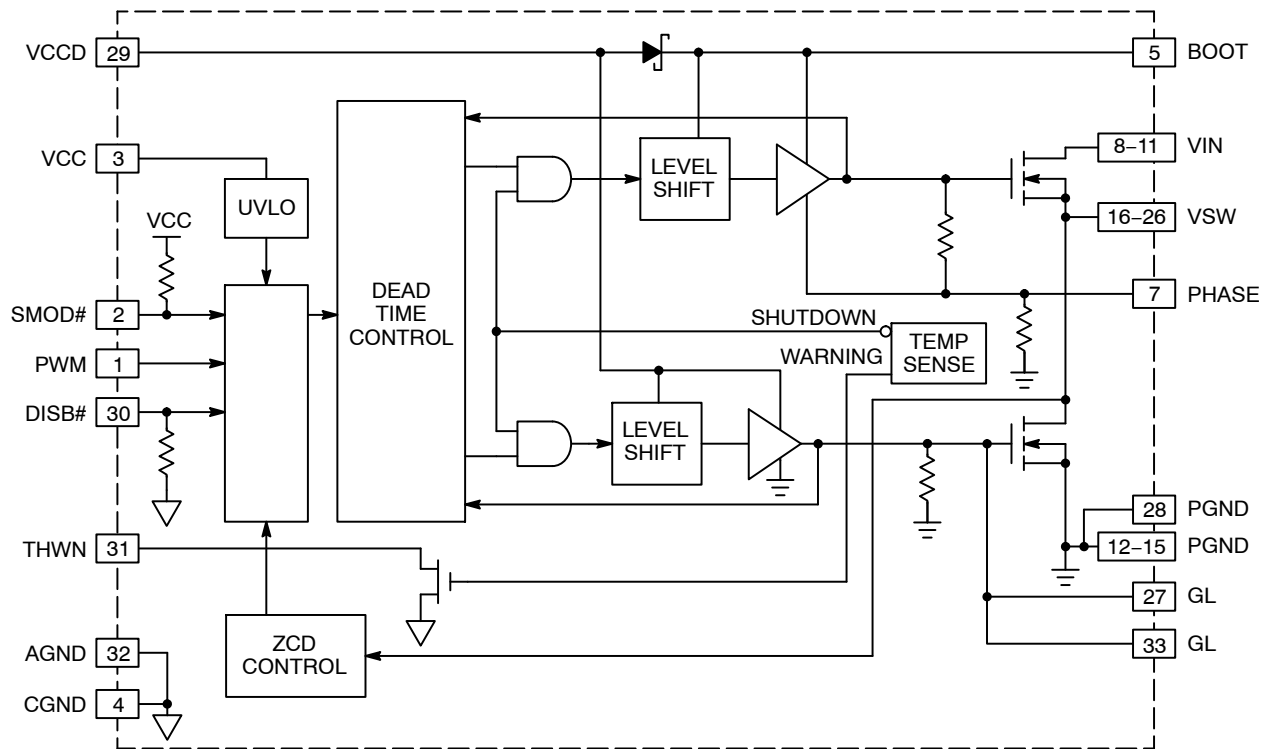 VCCD 29
5 BOOT
VCC 3
8–11 VIN
LEVEL
SHIFT
UVLO
VCC
16–26 VSW
DEAD
TIME
CONTROL
7 PHASE
SMOD# 2
SHUTDOWN
TEMP
SENSE
WARNING
PWM 1
DISB# 30
LEVEL
SHIFT
28 PGND
THWN 31
12–15 PGND
27 GL
ZCD
CONTROL
33 GL
AGND 32
CGND 4